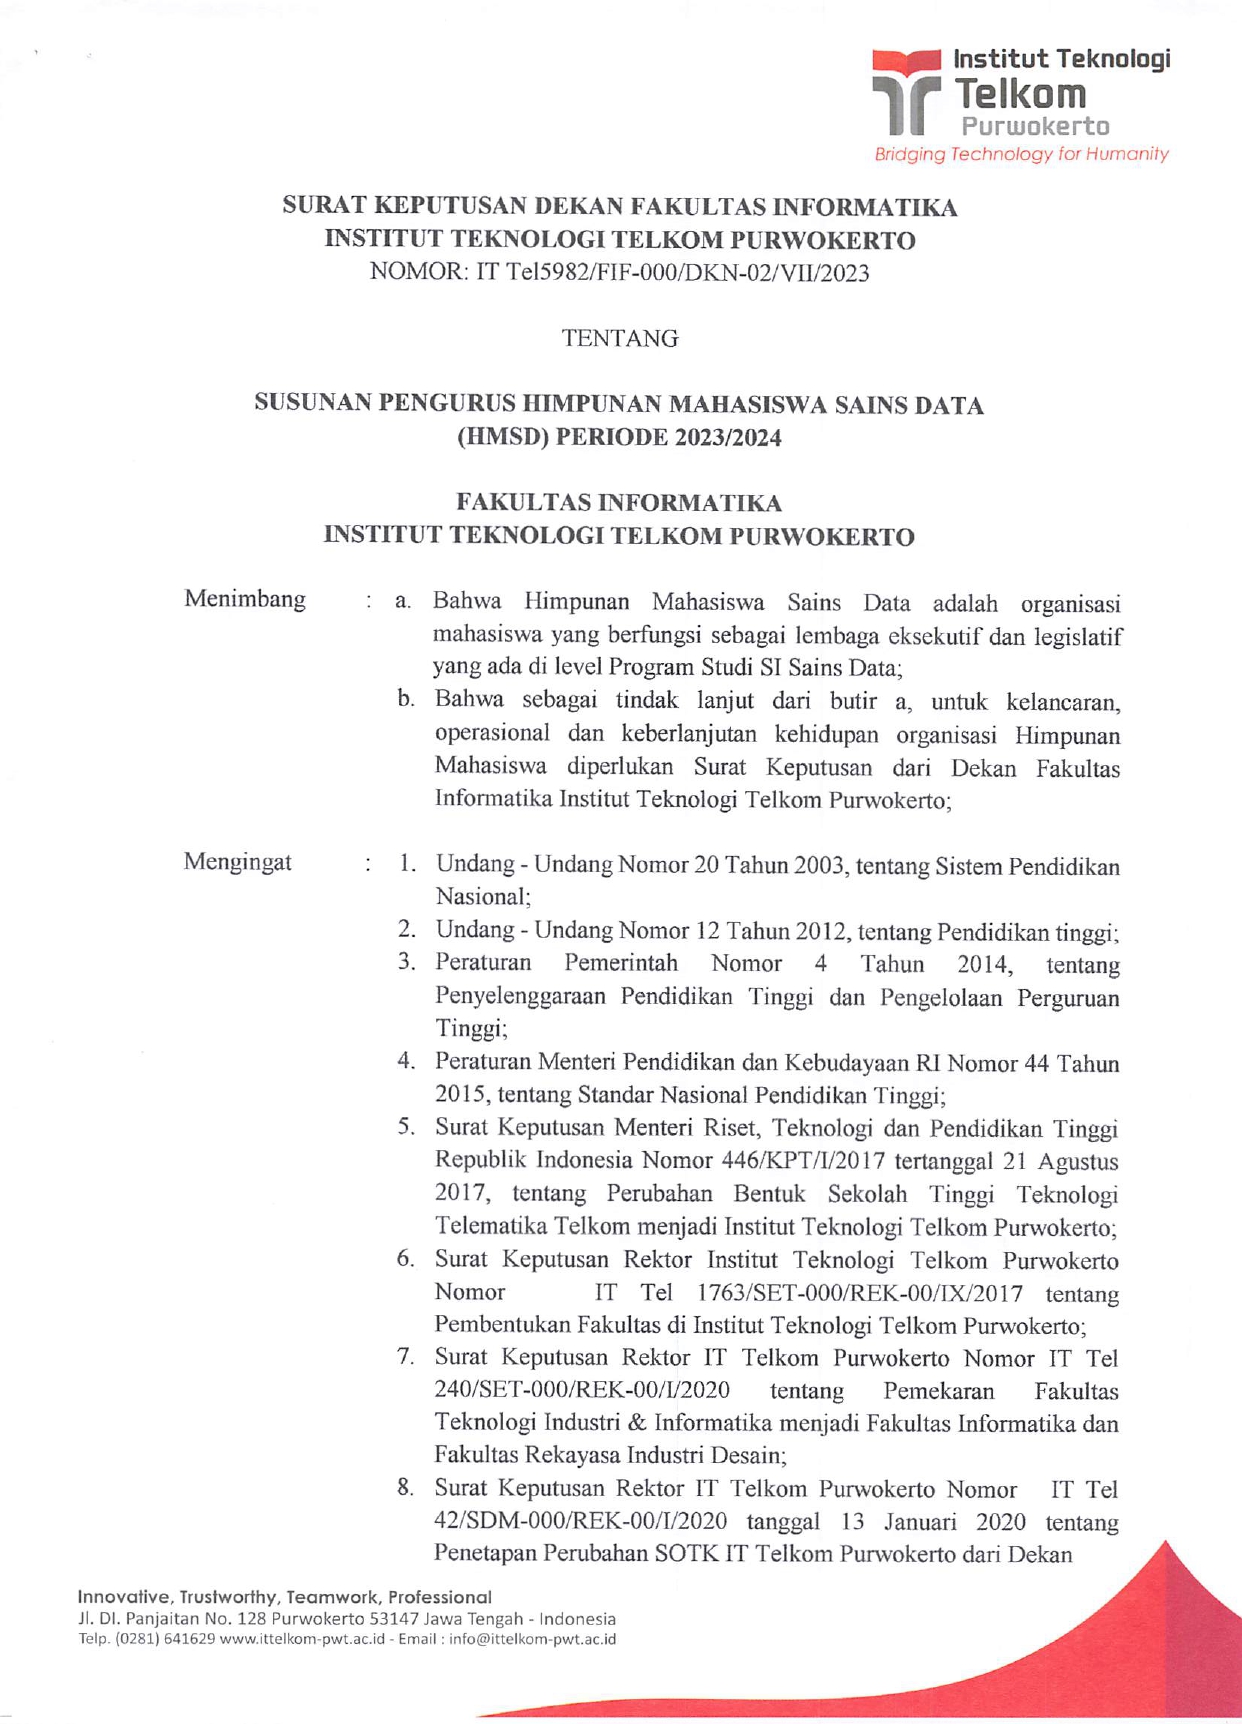 Institut Teknologi
Telkom
Purwokerto
Bridging Technology for Humanity
SURAT KEPUTUSAN DEKAN FAKULTAS INFORMATIKA
INSTITUT TEKNOLOGI TELKOM PURWOKERTO
NOMOR: IT Tel5982/FIF-000/DKN-02/VII/2023
TENTANG
SUSUNAN PENGURUS HIMPUNAN MAHASISWA SAINS DATA
(HMSD) PERIODE 2023/2024
FAKULTAS INFORMATIKA
INSTITUT TEKNOLOGI TELKOM PURWOKERTO
Menimbang : a. Bahwa Himpunan Mahasiswa Sains Data adalah organisasi
mahasiswa yang berfungsi sebagai lembaga eksekutif dan legislatif
yang ada di level Program Studi SI Sains Data;
b. Bahwa sebagai tindak lanjut dari butir a, untuk kelancaran,
operasional dan keberlanjutan kehidupan organisasi Himpunan
Mahasiswa diperlukan Surat Keputusan dari Dekan Fakultas
Informatika Institut Teknologi Telkom Purwokerto;
Mengingat : 1. Undang - Undang Nomor 20 Tahun 2003, tentang Sistem Pendidikan
Nasional;
2. Undang - Undang Nomor 12 Tahun 2012, tentang Pendidikan tinggi;
3. Peraturan Pemerintah Nomor 4 Tahun 2014, tentang
Penyelenggaraan Pendidikan Tinggi dan Pengelolaan Perguruan
Tinggi;
4. Peraturan Menteri Pendidikan dan Kebudayaan RI Nomor 44 Tahun
2015, tentang Standar Nasional Pendidikan Tinggi;
5. Surat Keputusan Menteri Riset, Teknologi dan Pendidikan Tinggi
Republik Indonesia Nomor 446/KPT/I/2017 tertanggal 21 Agustus
2017, tentang Perubahan Bentuk Sekolah Tinggi Teknologi
Telematika Telkom menjadi Institut Teknologi Telkom Purwokerto;
6. Surat Keputusan Rektor Institut Teknologi Telkom Purwokerto
Nomor IT Tel 1763/SET-000/REK-00/IX/2017 tentang
Pembentukan Fakultas di Institut Teknologi Telkom Purwokerto;
7. Surat Keputusan Rektor IT Telkom Purwokerto Nomor IT Tel
240/SET-000/REK-00/I/2020 tentang Pemekaran Fakultas
Teknologi Industri & Informatika menjadi Fakultas Informatika dan
Fakultas Rekayasa Industri Desain;
8. Surat Keputusan Rektor IT Telkom Purwokerto Nomor IT Tel
42/SDM-000/REK-00/I/2020 tanggal 13 Januari 2020 tentang
Penetapan Perubahan SOTK IT Telkom Purwokerto dari Dekan
Innovative, Trustworthy, Teamwork, Professional
Jl. DI. Panjaitan No. 128 Purwokerto 53147 Jawa Tengah - Indonesia
Telp. (0281) 641629 www.ittelkom-pwt.ac.id - Email : info@ittelkom-pwt.ac.id